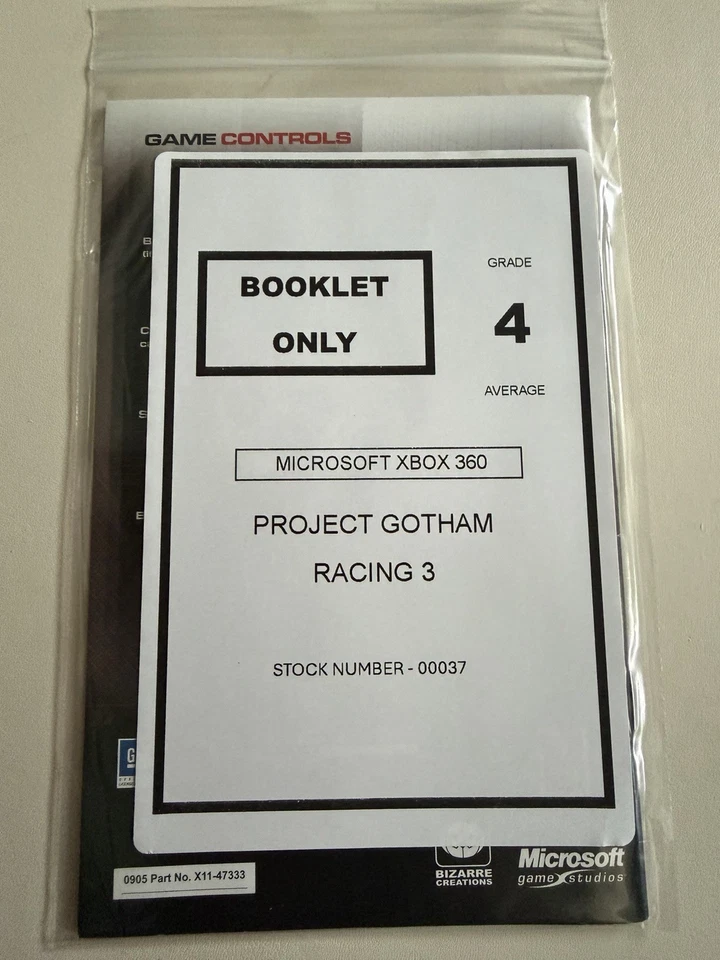 GAME CONTROLS
BOOKLET
ONLY
GRADE
4
AVERAGE
MICROSOFT XBOX 360
PROJECT GOTHAM
RACING 3
STOCK NUMBER - 00037
0905 Part No. X11-47333
BIZARRE
CREATIONS
Microsoft
game studios